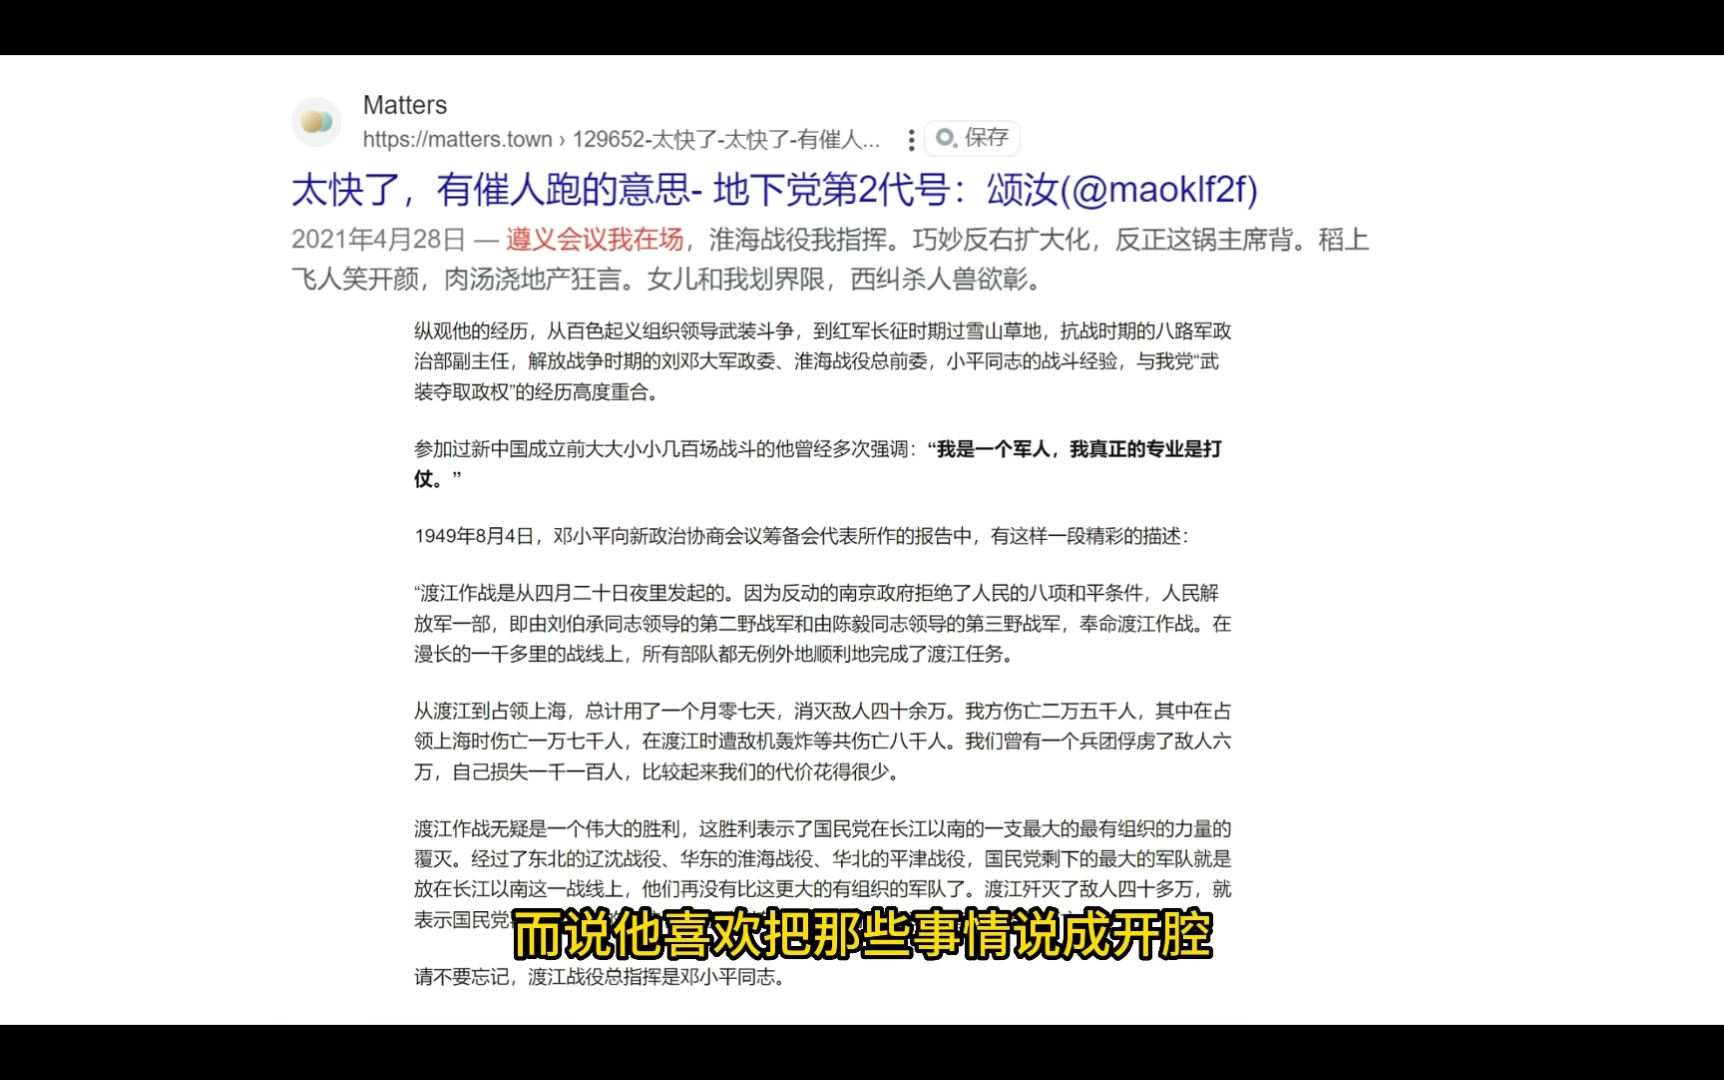 Matters
https://matters.town › 129652-太快了-太快了-有催人...
保存
太快了，有催人跑的意思- 地下党第2代号：颂汝(@maoklf2f)
2021年4月28日 — 遵义会议我在场，淮海战役我指挥。巧妙反右扩大化，反正这锅主席背。稻上
飞人笑开颜，肉汤浇地产狂言。女儿和我划界限，西纠杀人兽欲彰。
纵观他的经历，从百色起义组织领导武装斗争，到红军长征时期过雪山草地，抗战时期的八路军政
治部副主任，解放战争时期的刘邓大军政委、淮海战役总前委，小平同志的战斗经验，与我党“武
装夺取政权”的经历高度重合。
参加过新中国成立前大大小小几百场战斗的他曾经多次强调：“我是一个军人，我真正的专业是打
仗。”
1949年8月4日，邓小平向新政治协商会议筹备会代表所作的报告中，有这样一段精彩的描述：
“渡江作战是从四月二十日夜里发起的。因为反动的南京政府拒绝了人民的八项和平条件，人民解
放军一部，即由刘伯承同志领导的第二野战军和由陈毅同志领导的第三野战军，奉命渡江作战。在
漫长的一千多里的战线上，所有部队都无例外地顺利地完成了渡江任务。
从渡江到占领上海，总计用了一个月零七天，消灭敌人四十余万。我方伤亡二万五千人，其中在占
领上海时伤亡一万七千人，在渡江时遭敌机轰炸等共伤亡八千人。我们曾有一个兵团俘虏了敌人六
万，自己损失一千一百人，比较起来我们的代价花得很少。
渡江作战无疑是一个伟大的胜利，这胜利表示了国民党在长江以南的一支最大的最有组织的力量的
覆灭。经过了东北的辽沈战役、华东的淮海战役、华北的平津战役，国民党剩下的最大的军队就是
放在长江以南这一战线上，他们再没有比这更大的有组织的军队了。渡江歼灭了敌人四十多万，就
表示国民党
而说他喜欢把那些事情说成开腔
请不要忘记，渡江战役总指挥是邓小平同志。